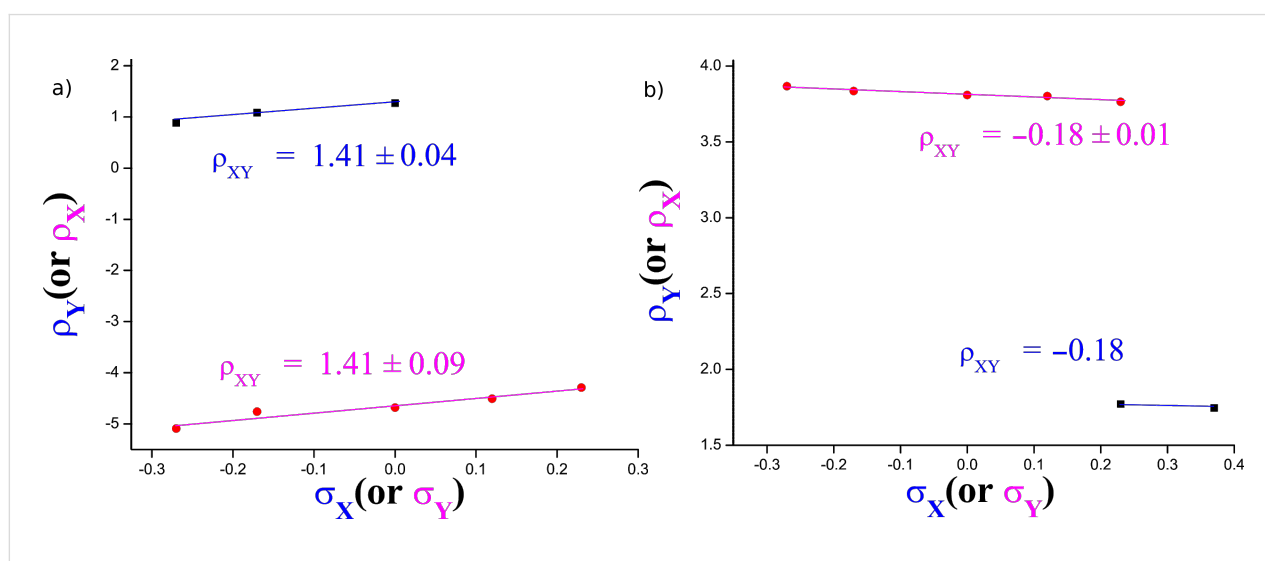 a)
2
1
0
-1
-2
-3
-4
-5
ρY(or ρX)
ρXY = 1.41 ± 0.04
ρXY = 1.41 ± 0.09
-0.3 -0.2 -0.1 0.0 0.1 0.2 0.3
σX(or σY)
b)
4.0
3.5
3.0
2.5
2.0
1.5
ρY(or ρX)
ρXY = –0.18 ± 0.01
ρXY = –0.18
-0.3 -0.2 -0.1 0.0 0.1 0.2 0.3 0.4
σX(or σY)